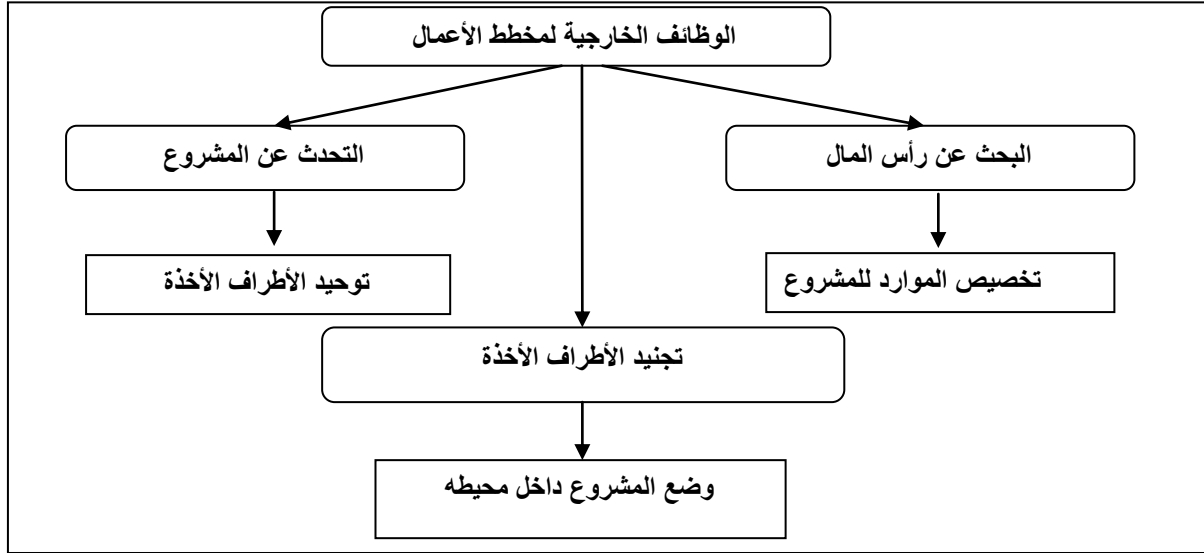 الوظائف الخارجية لمخطط الأعمال
البحث عن رأس المال
التحدث عن المشروع
تخصيص الموارد للمشروع
توحيد الأطراف الأخذة
تجنيد الأطراف الأخذة
وضع المشروع داخل محيطه